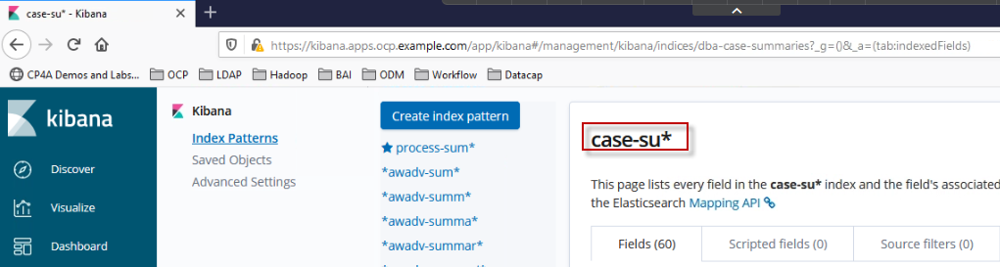 case-su* - Kibana
https://kibana.apps.ocp.example.com/app/kibana#/management/kibana/indices/dba-case-summaries?_g=()&_a=(tab:indexedFields)
CP4A Demos and Labs... OCP LDAP Hadoop BAI ODM Workflow Datacap
kibana
Discover
Visualize
Dashboard
Kibana
Index Patterns
Saved Objects
Advanced Settings
Create index pattern
process-sum*
*awadv-sum*
*awadv-summ*
*awadv-summa*
*awadv-summar*
case-su*
This page lists every field in the case-su* index and the field's associated
the Elasticsearch Mapping API
Fields (60) Scripted fields (0) Source filters (0)